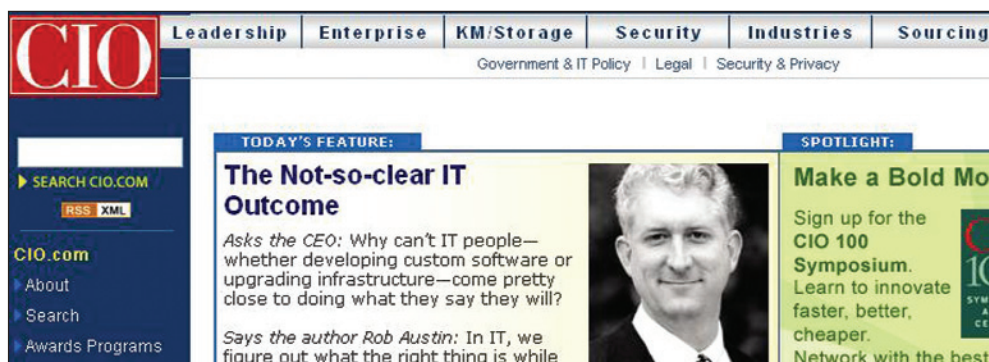 CIO
Leadership Enterprise KM/Storage Security Industries Sourcing
Government & IT Policy | Legal | Security & Privacy
SEARCH CIO.COM
RSS XML
CIO.com
About
Search
Awards Programs
TODAY'S FEATURE:
The Not-so-clear IT
Outcome
Asks the CEO: Why can't IT people—
whether developing custom software or
upgrading infrastructure—come pretty
close to doing what they say they will?
Says the author Rob Austin: In IT, we
figure out what the right thing is while
SPOTLIGHT:
Make a Bold Mo
Sign up for the
CIO 100
Symposium.
Learn to innovate
faster, better,
cheaper.
Network with the best